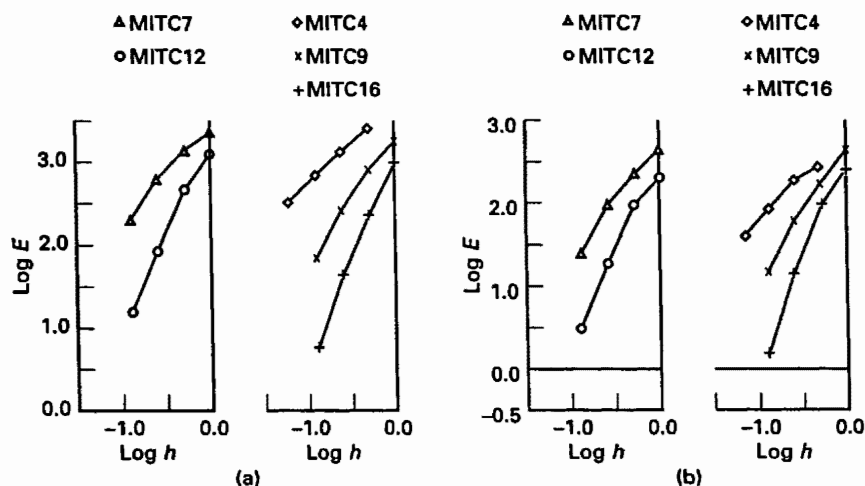 MITC7 MITC4 MITC7 MITC4
MITC12 MITC9 MITC12 MITC9
MITC16 MITC16
3.0
2.0
1.0
0.0
Log E
−1.0 0.0 −1.0 0.0
Log h Log h
(a)
3.0
2.0
1.0
0.0
−0.5
Log E
−1.0 0.0 −1.0 0.0
Log h Log h
(b)